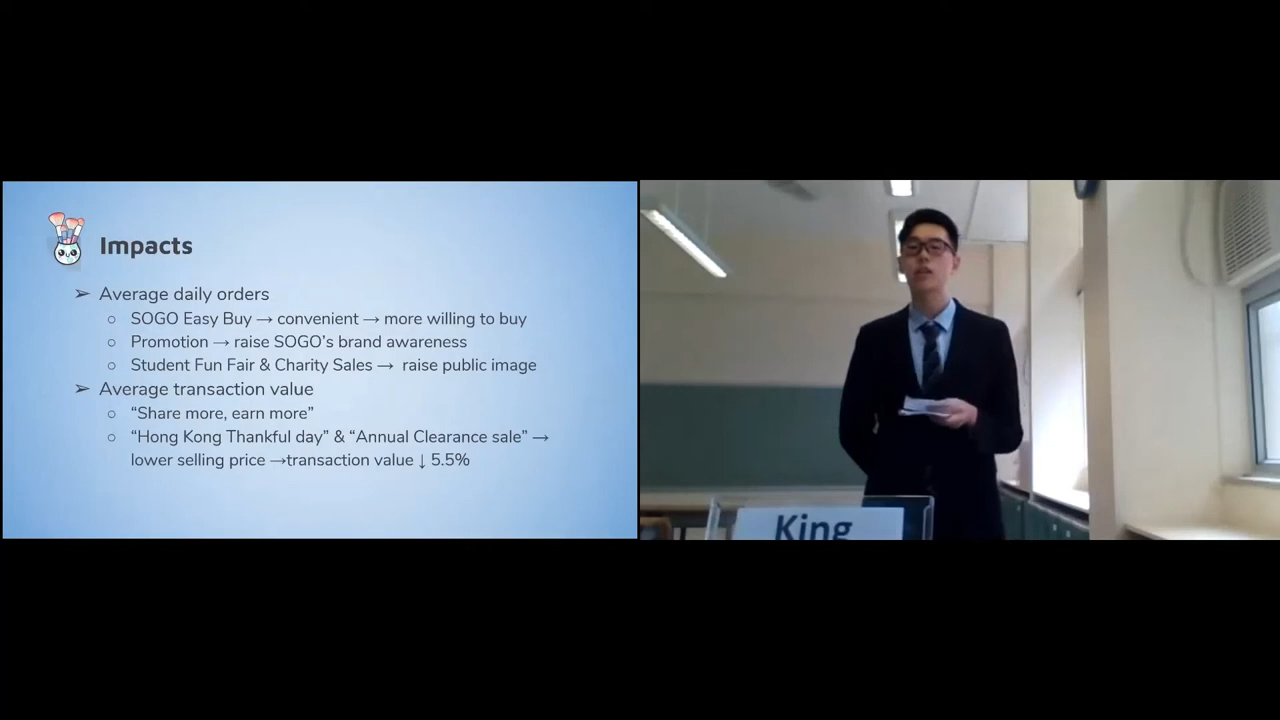 Impacts
➢ Average daily orders
○ SOGO Easy Buy → convenient → more willing to buy
○ Promotion → raise SOGO’s brand awareness
○ Student Fun Fair & Charity Sales → raise public image
➢ Average transaction value
○ “Share more, earn more”
○ “Hong Kong Thankful day” & “Annual Clearance sale” →
lower selling price →transaction value ↓ 5.5%
King